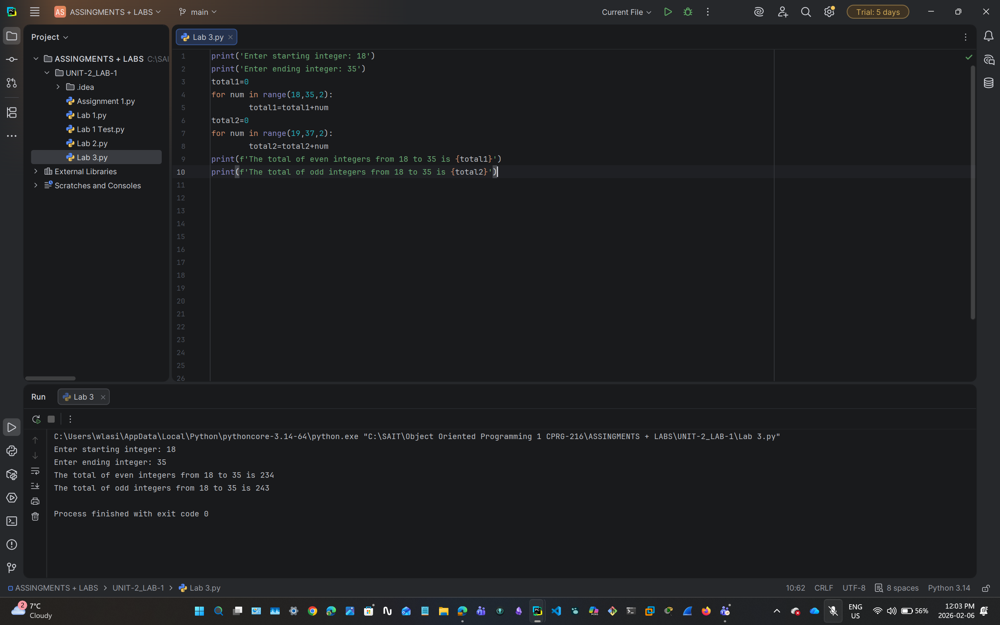 PC
AS
ASSINGMENTS + LABS
main
Current File
Trial: 5 days
Project
Lab 3.py
ASSINGMENTS + LABS C:\SAI
UNIT-2_LAB-1
.idea
Assignment 1.py
Lab 1.py
Lab 1 Test.py
Lab 2.py
Lab 3.py
External Libraries
Scratches and Consoles
1 print('Enter starting integer: 18')
2 print('Enter ending integer: 35')
3 total1=0
4 for num in range(18,35,2):
5 total1=total1+num
6 total2=0
7 for num in range(19,37,2):
8 total2=total2+num
9 print(f'The total of even integers from 18 to 35 is {total1}')
10 print(f'The total of odd integers from 18 to 35 is {total2}')
11
12
13
14
15
16
17
18
19
20
21
22
23
24
25
26
Run
Lab 3
C:\Users\wlasi\AppData\Local\Python\pythoncore-3.14-64\python.exe "C:\SAIT\Object Oriented Programming 1 CPRG-216\ASSINGMENTS + LABS\UNIT-2_LAB-1\Lab 3.py"
Enter starting integer: 18
Enter ending integer: 35
The total of even integers from 18 to 35 is 234
The total of odd integers from 18 to 35 is 243
Process finished with exit code 0
ASSINGMENTS + LABS > UNIT-2_LAB-1 > Lab 3.py
10:62 CRLF UTF-8 8 spaces Python 3.14
2
7°C
Cloudy
PC
M365
ENG
US
56%
12:03 PM
2026-02-06